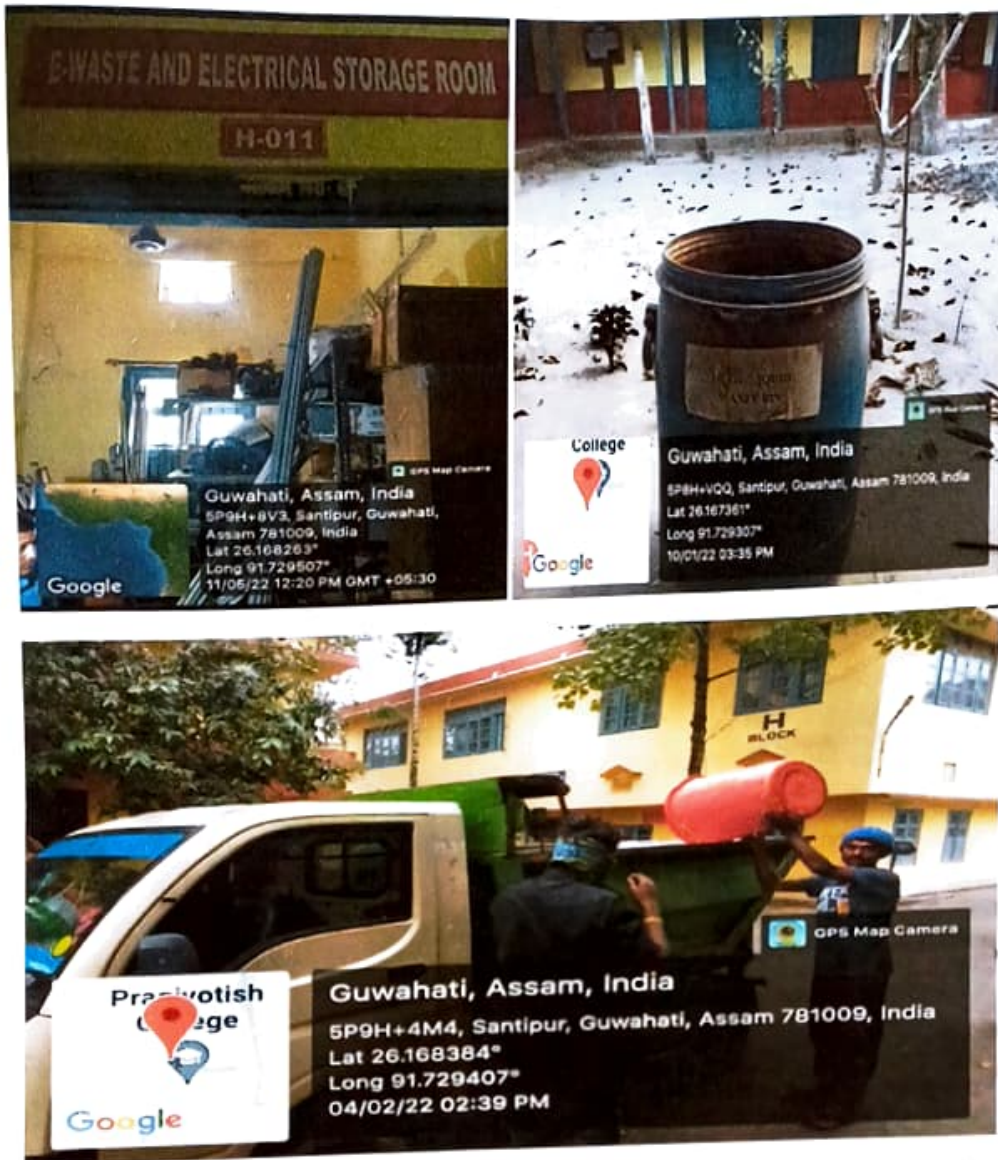 E-WASTE AND ELECTRICAL STORAGE ROOM
H-011
GPS Map Camera
Guwahati, Assam, India
5P9H+8V3, Santipur, Guwahati,
Assam 781009, India
Lat 26.168263°
Long 91.729507°
11/05/22 12:20 PM GMT +05:30
Google
GPS Map Camera
College
Google
Guwahati, Assam, India
5P8H+VQQ, Santipur, Guwahati, Assam 781009, India
Lat 26.167361°
Long 91.729307°
10/01/22 03:35 PM
H
BLOCK
GPS Map Camera
Google
Guwahati, Assam, India
5P9H+4M4, Santipur, Guwahati, Assam 781009, India
Lat 26.168384°
Long 91.729407°
04/02/22 02:39 PM